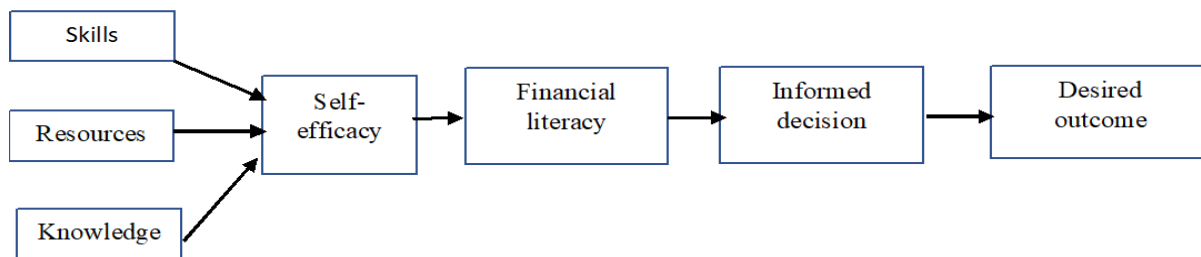 Skills
Resources
Knowledge
Self-
efficacy
Financial
literacy
Informed
decision
Desired
outcome